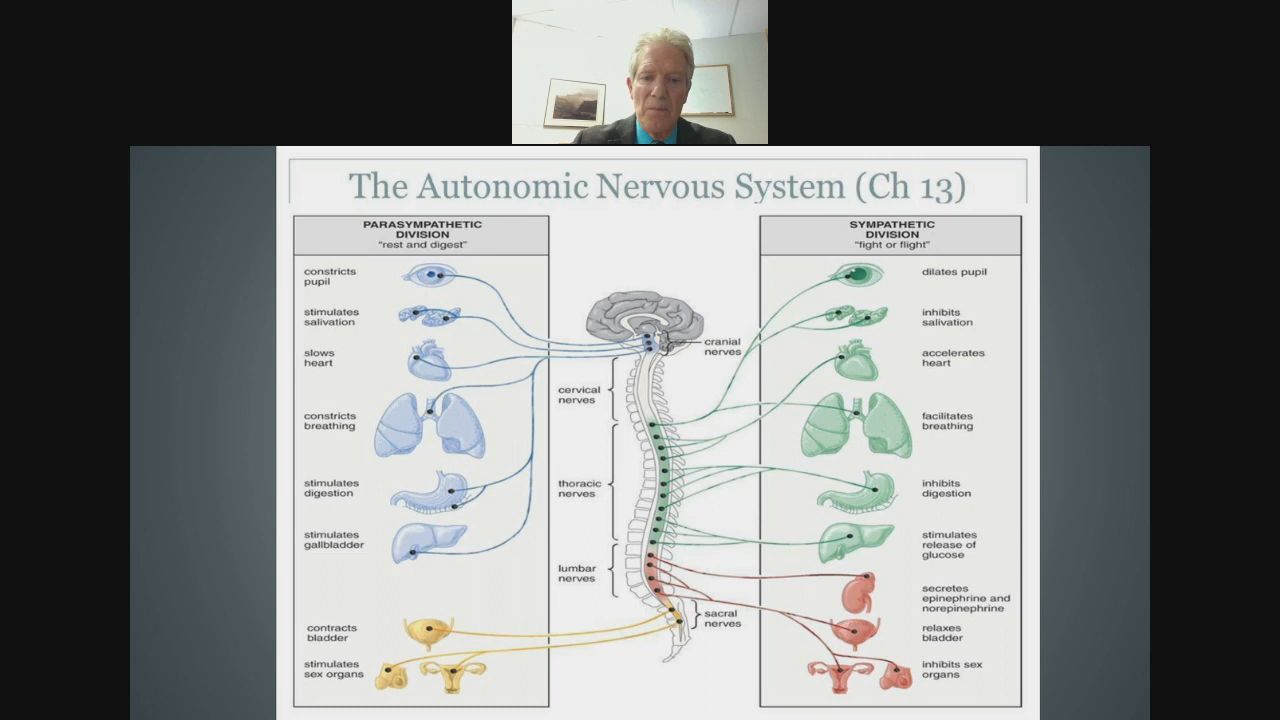 The Autonomic Nervous System (Ch 13)
PARASYMPATHETIC
DIVISION
"rest and digest"
constricts
pupil
stimulates
salivation
slows
heart
constricts
breathing
stimulates
digestion
stimulates
gallbladder
contracts
bladder
stimulates
sex organs
cranial
nerves
cervical
nerves
thoracic
nerves
lumbar
nerves
sacral
nerves
SYMPATHETIC
DIVISION
"fight or flight"
dilates pupil
inhibits
salivation
accelerates
heart
facilitates
breathing
inhibits
digestion
stimulates
release of
glucose
secretes
epinephrine and
norepinephrine
relaxes
bladder
inhibits sex
organs